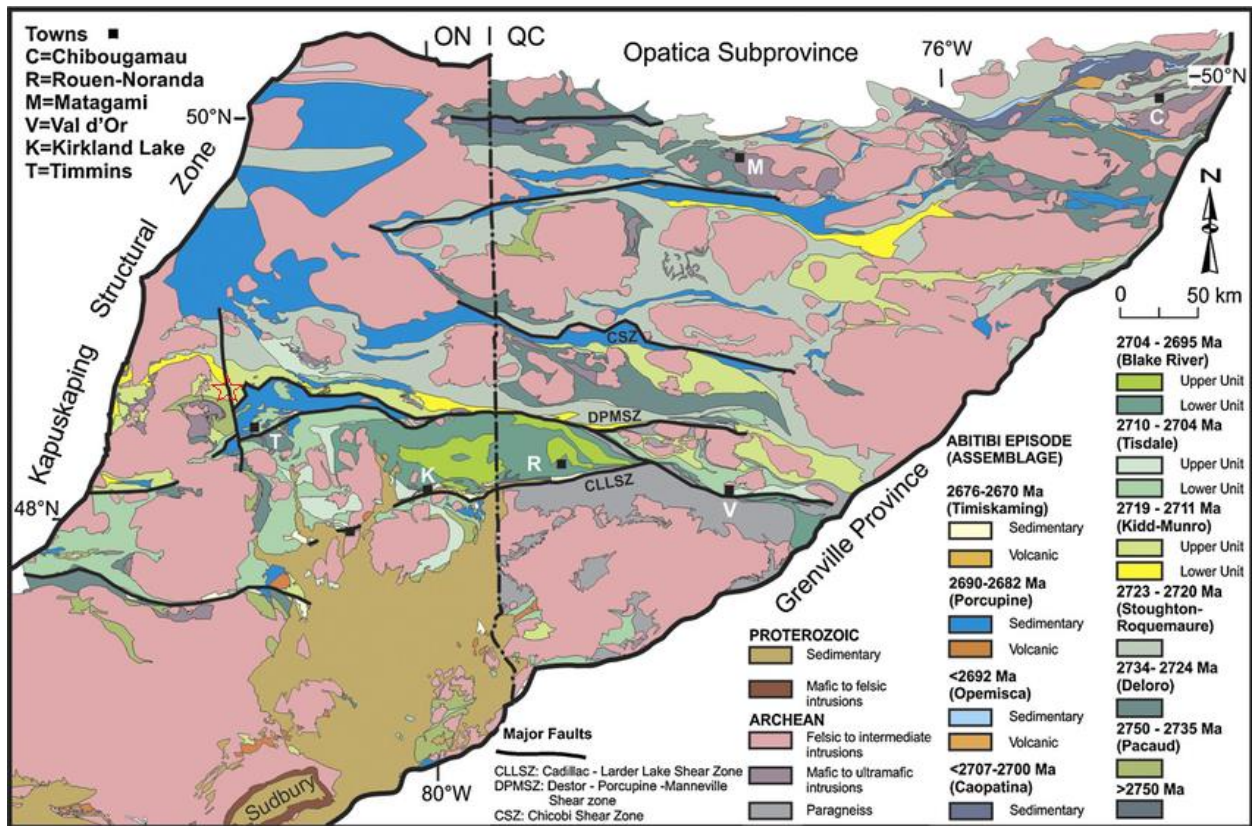 Towns
C=Chibougamau
R=Rouen-Noranda
M=Matagami
V=Val d'Or
K=Kirkland Lake
T=Timmins
ON
QC
Opatica Subprovince
76°W
50°N
50°N
Kapuskaping Structural Zone
C
M
N
0 50 km
CSZ
DPMSZ
T
K
R
CLLSZ
V
48°N
Grenville Province
Sudbury
80°W
Major Faults
CLLSZ: Cadillac - Larder Lake Shear Zone
DPMSZ: Destor - Porcupine -Manneville
Shear zone
CSZ: Chicobi Shear Zone
PROTEROZOIC
Sedimentary
Mafic to felsic
intrusions
ARCHEAN
Felsic to intermediate
intrusions
Mafic to ultramafic
intrusions
Paragneiss
ABITIBI EPISODE
(ASSEMBLAGE)
2676-2670 Ma
(Timiskaming)
Sedimentary
Volcanic
2690-2682 Ma
(Porcupine)
Sedimentary
Volcanic
<2692 Ma
(Opemisca)
Sedimentary
Volcanic
<2707-2700 Ma
(Caopatina)
Sedimentary
2704 - 2695 Ma
(Blake River)
Upper Unit
Lower Unit
2710 - 2704 Ma
(Tisdale)
Upper Unit
Lower Unit
2719 - 2711 Ma
(Kidd-Munro)
Upper Unit
Lower Unit
2723 - 2720 Ma
(Stoughton-
Roquemaure)
2734- 2724 Ma
(Deloro)
2750 - 2735 Ma
(Pacaud)
>2750 Ma